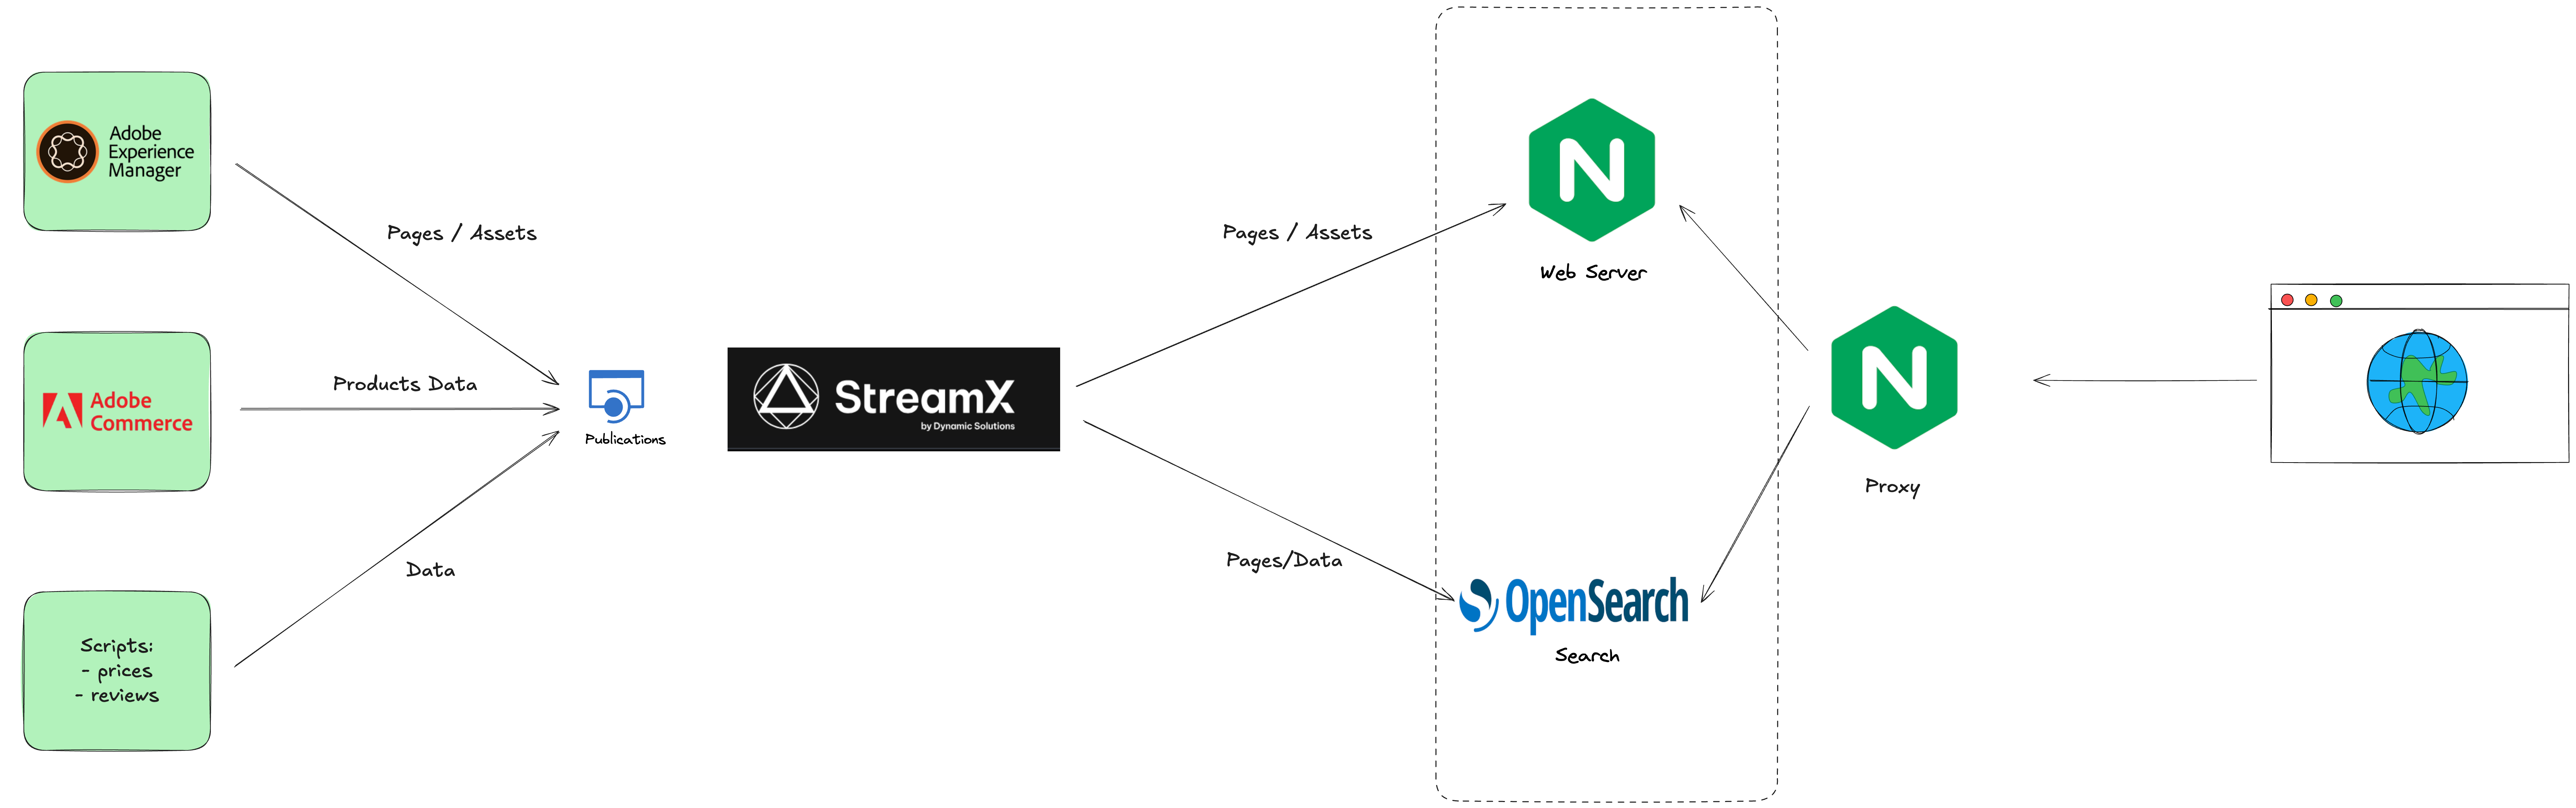 Adobe
Experience
Manager
Pages / Assets
Adobe
Commerce
Products Data
Publications
Scripts:
- prices
- reviews
Data
StreamX
by Dynamic Solutions
Pages / Assets
Pages/Data
N
Web Server
OpenSearch
Search
N
Proxy